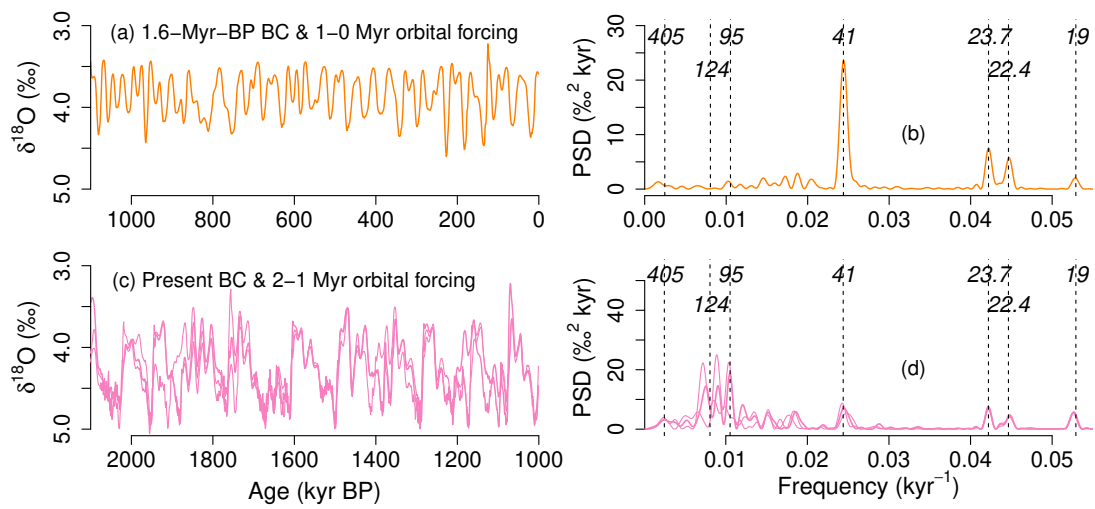 (a) 1.6−Myr−BP BC & 1−0 Myr orbital forcing
δ¹⁸O (‰)
3.0
4.0
5.0
1000 800 600 400 200 0
(b)
PSD (‰² kyr)
30
20
10
0
405 95 41 23.7 19
124 22.4
0.00 0.01 0.02 0.03 0.04 0.05
(c) Present BC & 2−1 Myr orbital forcing
δ¹⁸O (‰)
3.0
4.0
5.0
2000 1800 1600 1400 1200 1000
Age (kyr BP)
(d)
PSD (‰² kyr)
40
20
0
405 95 41 23.7 19
124 22.4
0.01 0.02 0.03 0.04 0.05
Frequency (kyr⁻¹)